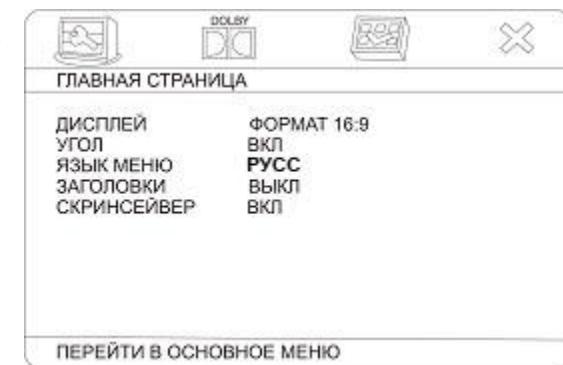 DOLBY
ГЛАВНАЯ СТРАНИЦА
ДИСПЛЕЙ ФОРМАТ 16:9
УГОЛ ВКЛ
ЯЗЫК МЕНЮ РУСС
ЗАГОЛОВКИ ВЫКЛ
СКРИНСЕЙВЕР ВКЛ
ПЕРЕЙТИ В ОСНОВНОЕ МЕНЮ